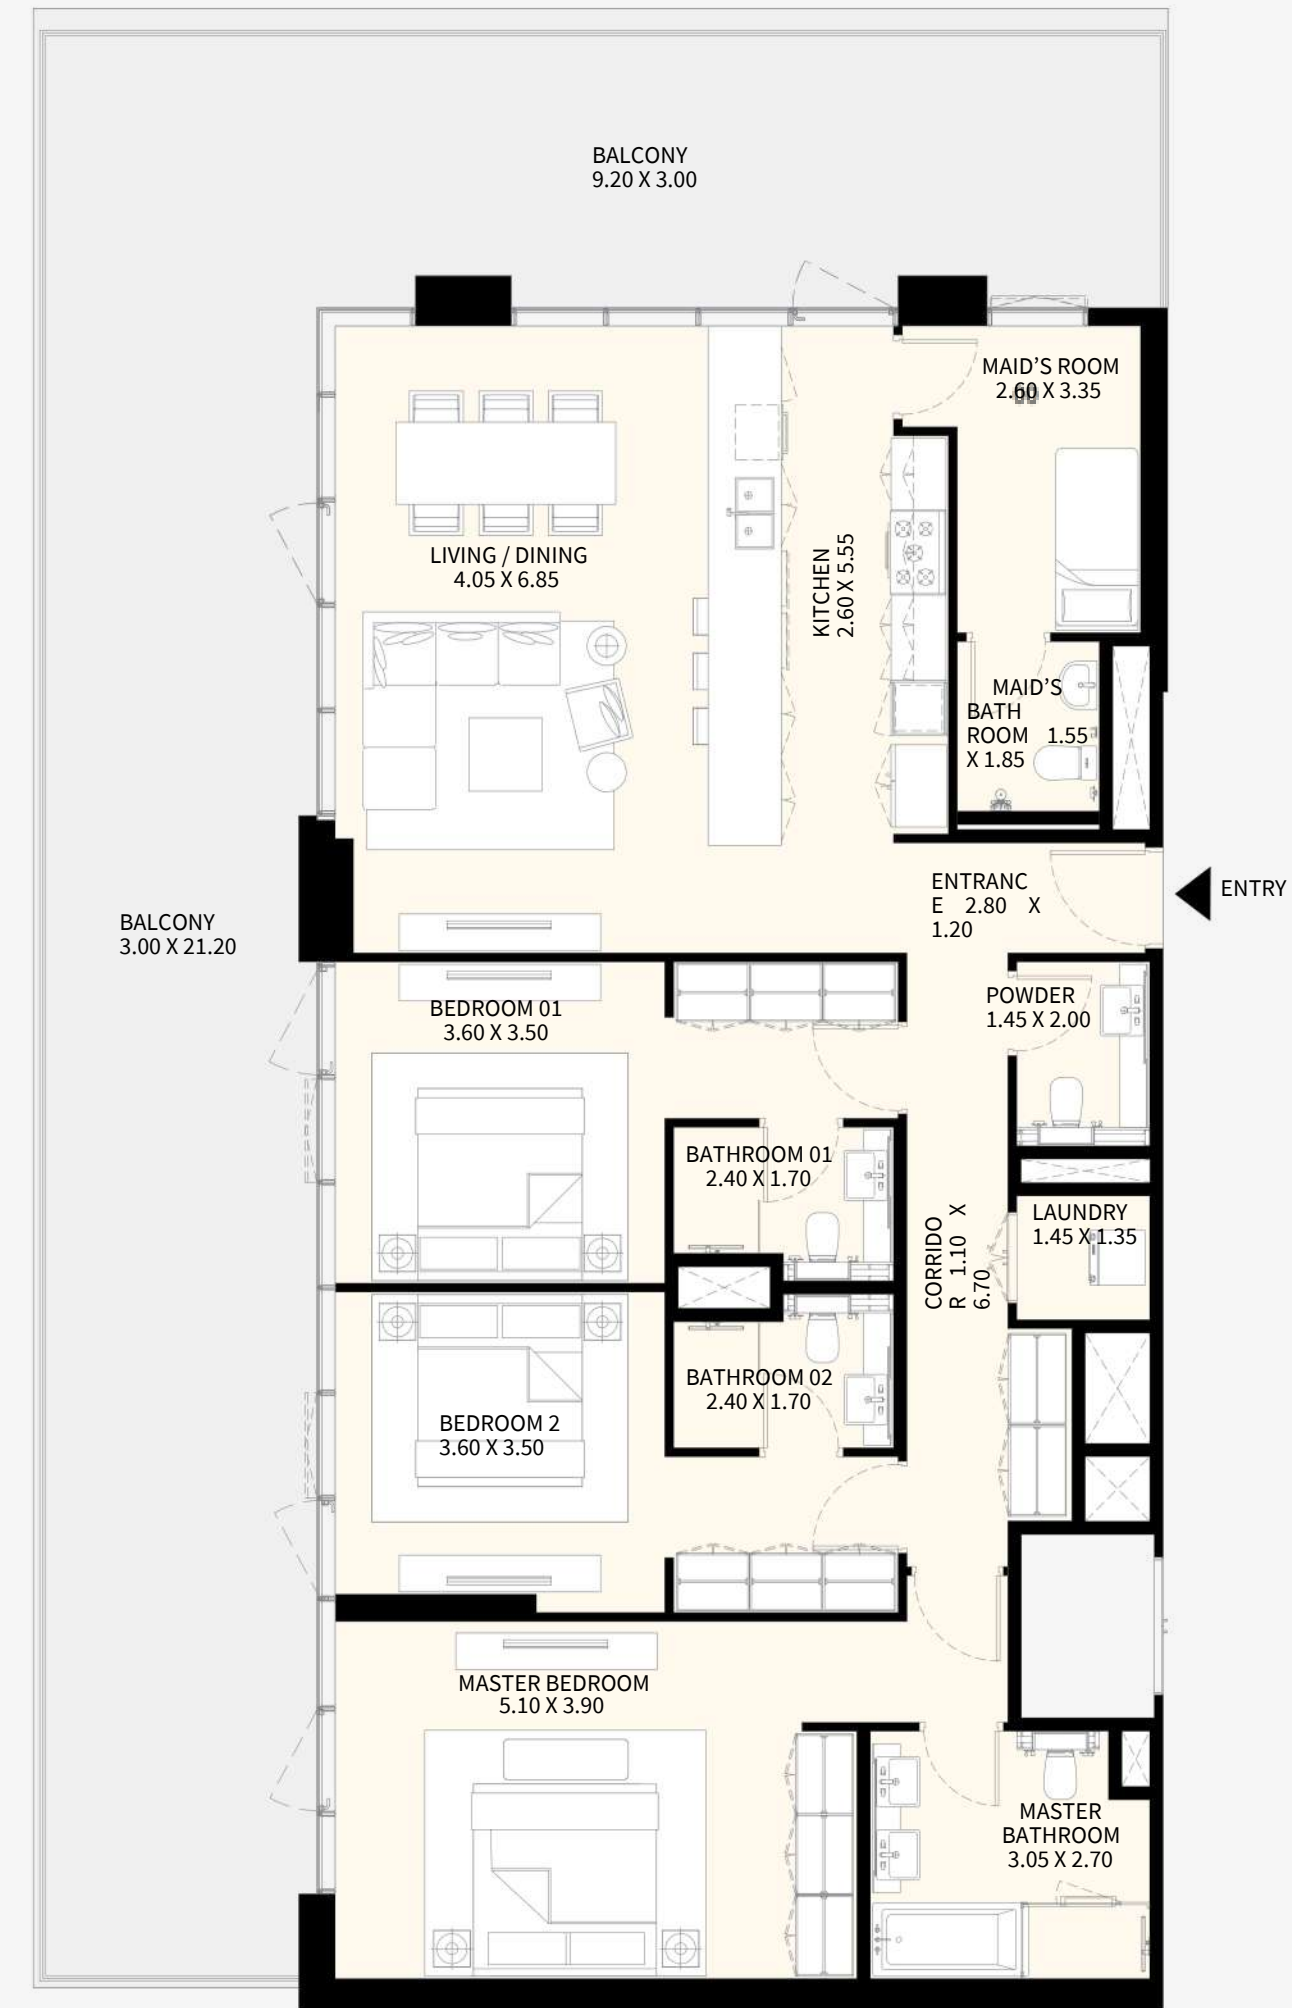 BALCONY
9.20 X 3.00
MAID’S ROOM
2.60 X 3.35
LIVING / DINING
4.05 X 6.85
KITCHEN
2.60 X 5.55
MAID’S
BATH
ROOM 1.55
X 1.85
ENTRANC
E 2.80 X
1.20
ENTRY
BALCONY
3.00 X 21.20
BEDROOM 01
3.60 X 3.50
POWDER
1.45 X 2.00
BATHROOM 01
2.40 X 1.70
CORRIDO
R 1.10 X
6.70
LAUNDRY
1.45 X 1.35
BATHROOM 02
2.40 X 1.70
BEDROOM 2
3.60 X 3.50
MASTER BEDROOM
5.10 X 3.90
MASTER
BATHROOM
3.05 X 2.70